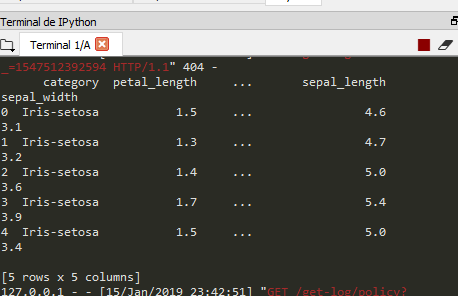 Terminal de IPython
Terminal 1/A
_=1547512392594 HTTP/1.1" 404 -
category petal_length ... sepal_length
sepal_width
0 Iris-setosa 1.5 ... 4.6
3.1
1 Iris-setosa 1.3 ... 4.7
3.2
2 Iris-setosa 1.4 ... 5.0
3.6
3 Iris-setosa 1.7 ... 5.4
3.9
4 Iris-setosa 1.5 ... 5.0
3.4
[5 rows x 5 columns]
127.0.0.1 - - [15/Jan/2019 23:42:51] "GET /get-log/policy?